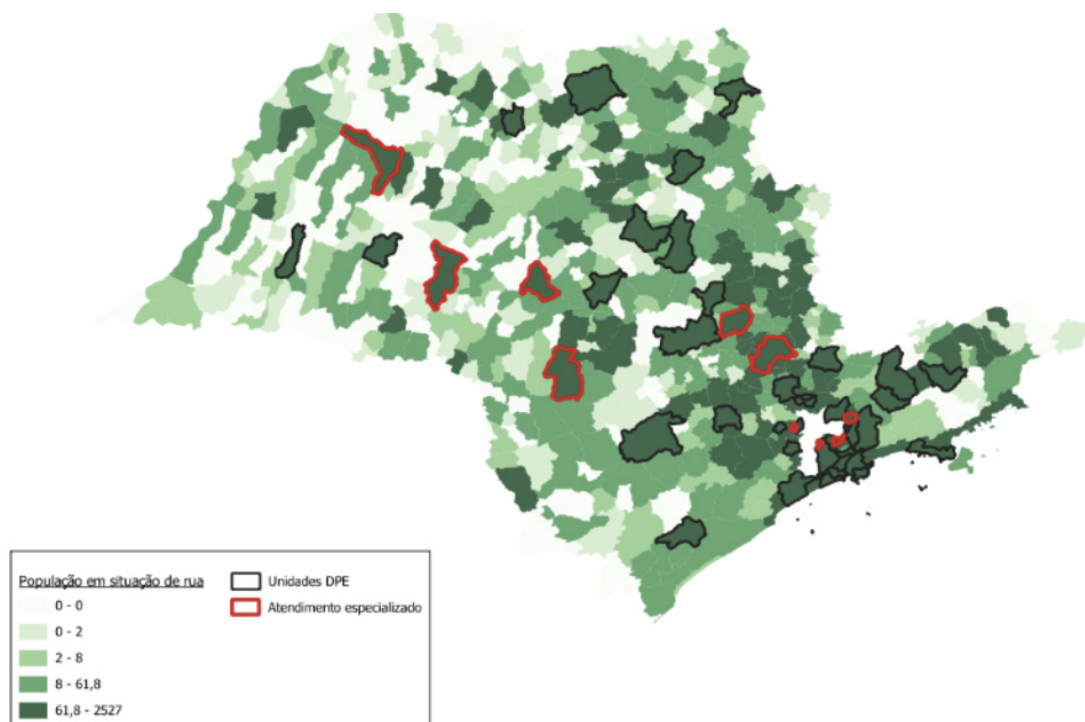 População em situação de rua
0 - 0
0 - 2
2 - 8
8 - 61,8
61,8 - 2527
Unidades DPE
Atendimento especializado